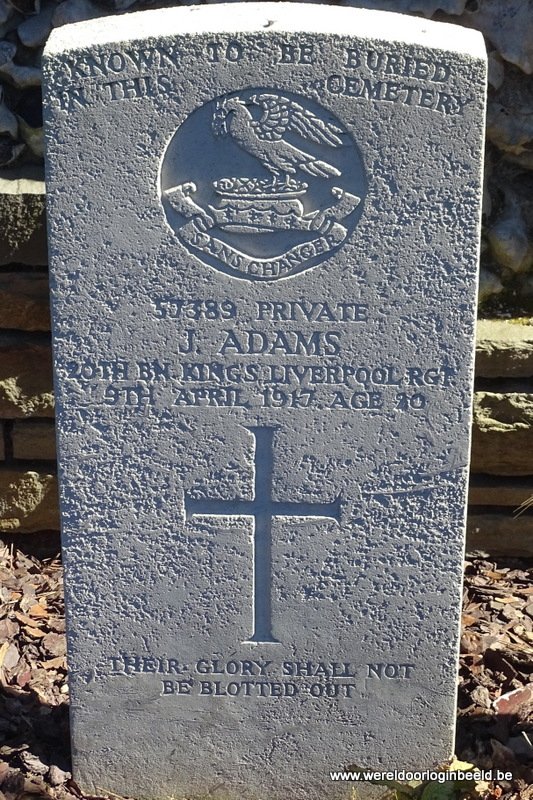 KNOWN TO BE BURIED
IN THIS CEMETERY
SANS CHANGER
57389 PRIVATE
J. ADAMS
20TH BN. KING'S LIVERPOOL RGT
9TH APRIL 1917 AGE 20
THEIR GLORY SHALL NOT
BE BLOTTED OUT
www.wereldoorloginbeeld.be